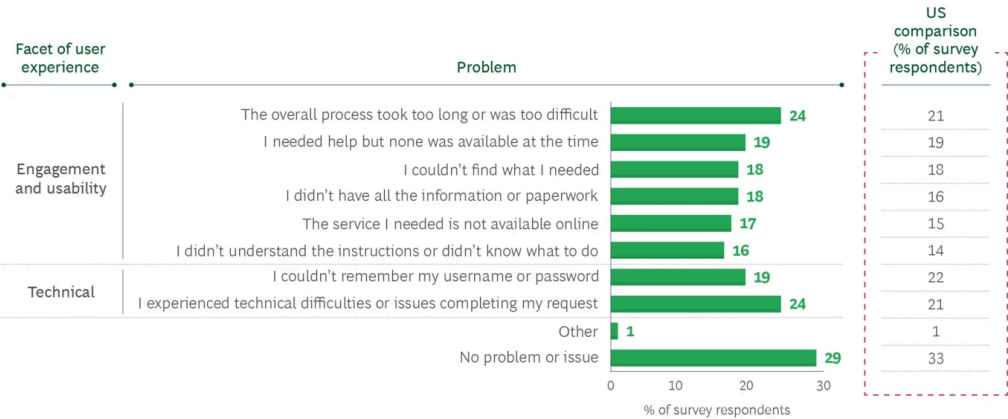 Facet of user
experience
Problem
US
comparison
(% of survey
respondents)
Engagement
and usability
The overall process took too long or was too difficult 24 21
I needed help but none was available at the time 19 19
I couldn't find what I needed 18 18
I didn't have all the information or paperwork 18 16
The service I needed is not available online 17 15
I didn't understand the instructions or didn't know what to do 16 14
Technical
I couldn't remember my username or password 19 22
I experienced technical difficulties or issues completing my request 24 21
Other 1 1
No problem or issue 29 33
0 10 20 30
% of survey respondents